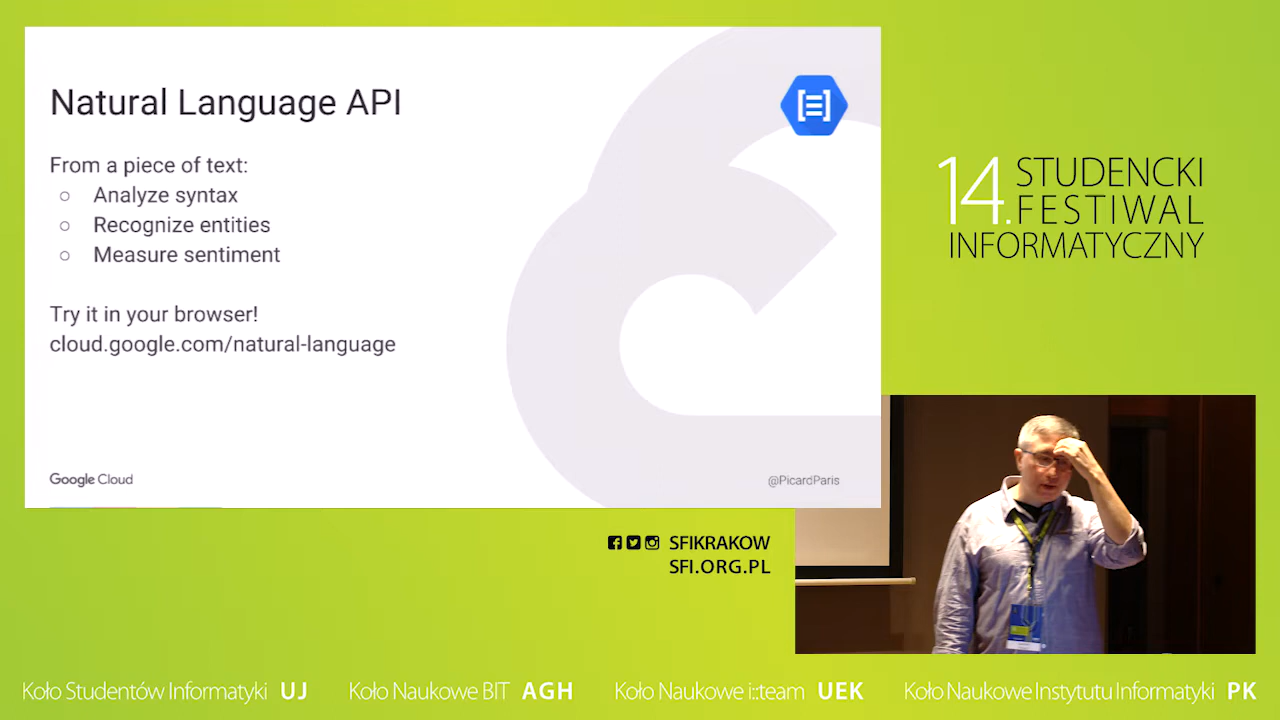 Natural Language API
From a piece of text:
Analyze syntax
Recognize entities
Measure sentiment
Try it in your browser!
cloud.google.com/natural-language
Google Cloud
@PicardParis
14. STUDENCKI
FESTIWAL
INFORMATYCZNY
SFIKRAKOW
SFI.ORG.PL
Koło Studentów Informatyki UJ
Koło Naukowe BIT AGH
Koło Naukowe i::team UEK
Koło Naukowe Instytutu Informatyki PK